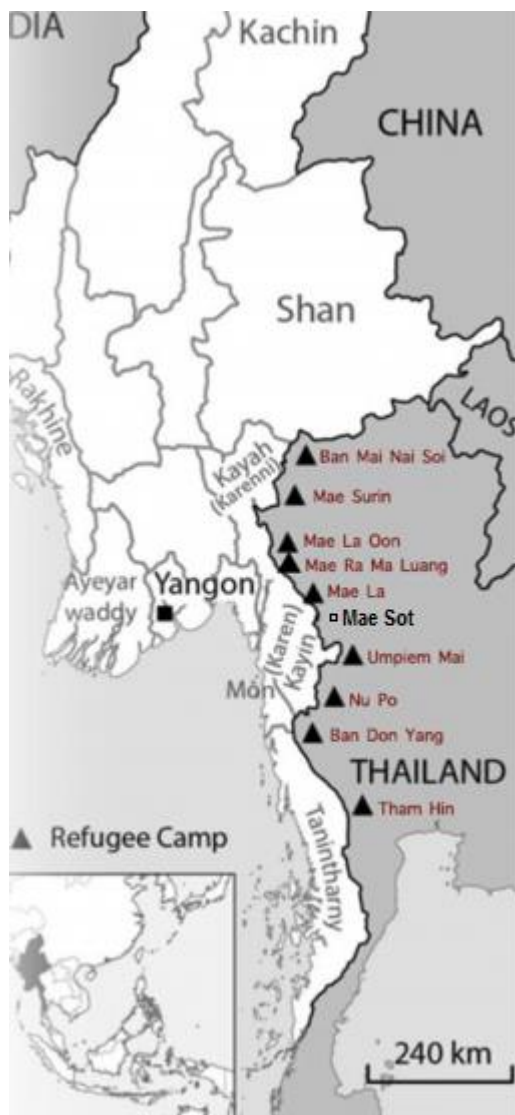 DIA
Kachin
CHINA
Shan
LAOS
Rakhine
Kayah
(Karenni)
Ban Mai Nai Soi
Mae Surin
Mae La Oon
Mae Ra Ma Luang
Mae La
Ayeyar
waddy
Yangon
Mae Sot
(Karen)
Kayin
Umpiem Mai
Món
Nu Po
Ban Don Yang
THAILAND
Tham Hin
Tanintharny
Refugee Camp
240 km